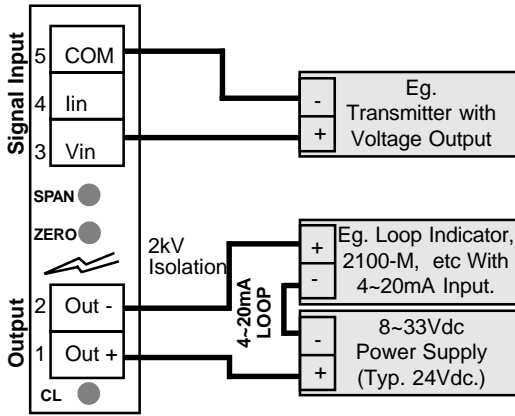 Signal Input
5 COM
4 Iin
3 Vin
SPAN
ZERO
2kV
Isolation
Output
2 Out -
1 Out +
CL
-
+
Eg.
Transmitter with
Voltage Output
4~20mA
LOOP
+
-
Eg. Loop Indicator,
2100-M, etc With
4~20mA Input.
-
+
8~33Vdc
Power Supply
(Typ. 24Vdc.)